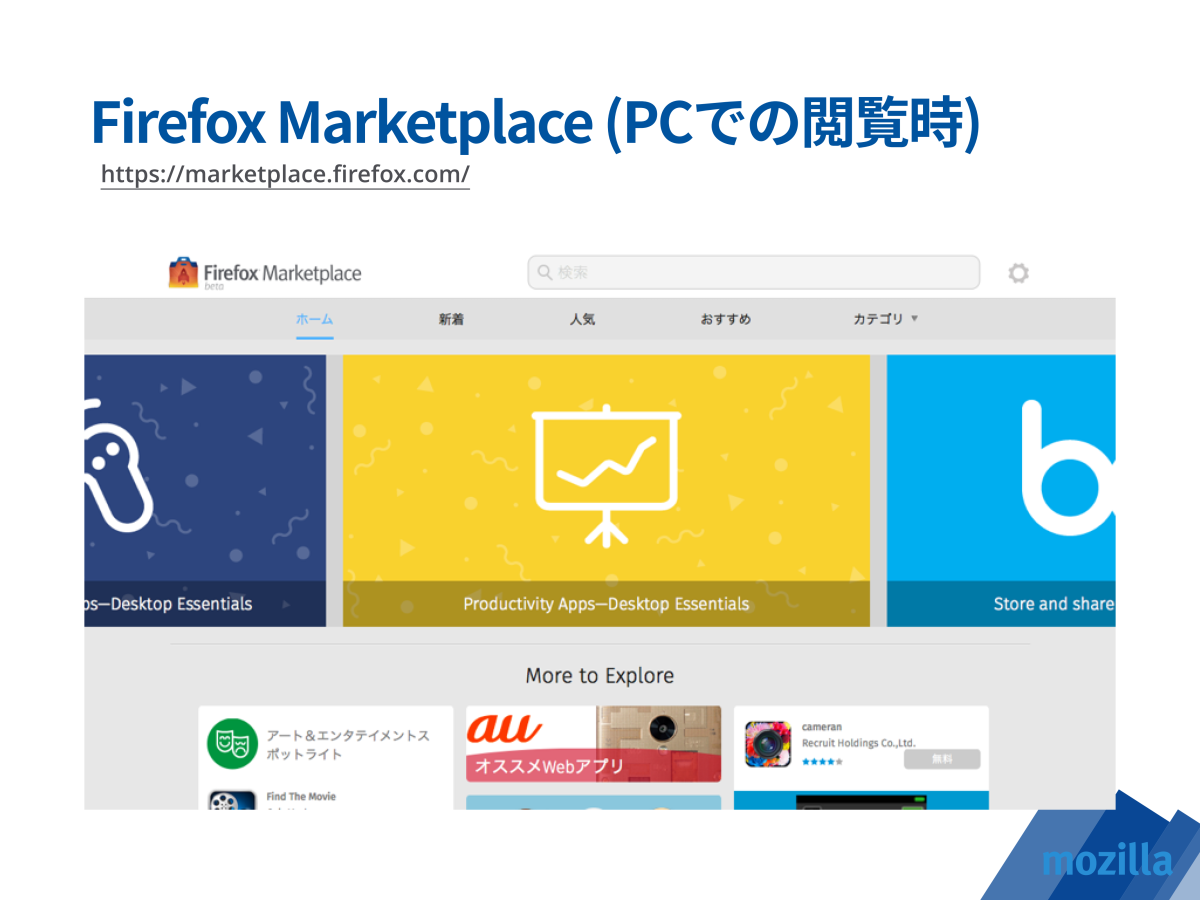 Firefox Marketplace (PCでの閲覧時)
https://marketplace.firefox.com/
Firefox Marketplace
beta
検索
ホーム 新着 人気 おすすめ カテゴリ ▼
os—Desktop Essentials
Productivity Apps—Desktop Essentials
Store and share
More to Explore
アート＆エンタテイメントス
ポットライト
Find The Movie
au
オススメWebアプリ
cameran
Recruit Holdings Co.,Ltd.
無料
mozilla